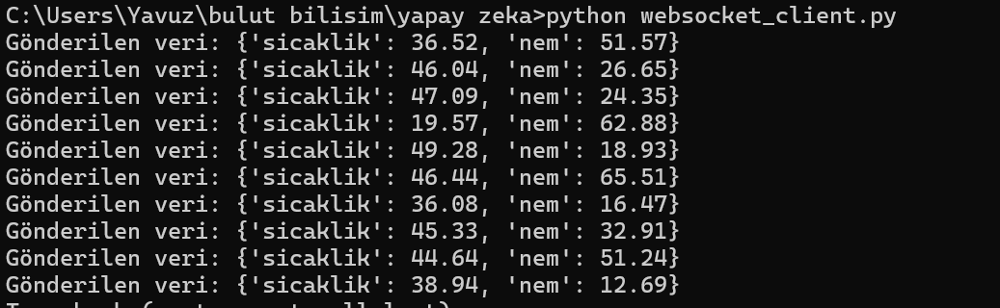 C:\Users\Yavuz\bulut bilisim\yapay zeka>python websocket_client.py
Gönderilen veri: {'sicaklik': 36.52, 'nem': 51.57}
Gönderilen veri: {'sicaklik': 46.04, 'nem': 26.65}
Gönderilen veri: {'sicaklik': 47.09, 'nem': 24.35}
Gönderilen veri: {'sicaklik': 19.57, 'nem': 62.88}
Gönderilen veri: {'sicaklik': 49.28, 'nem': 18.93}
Gönderilen veri: {'sicaklik': 46.44, 'nem': 65.51}
Gönderilen veri: {'sicaklik': 36.08, 'nem': 16.47}
Gönderilen veri: {'sicaklik': 45.33, 'nem': 32.91}
Gönderilen veri: {'sicaklik': 44.64, 'nem': 51.24}
Gönderilen veri: {'sicaklik': 38.94, 'nem': 12.69}